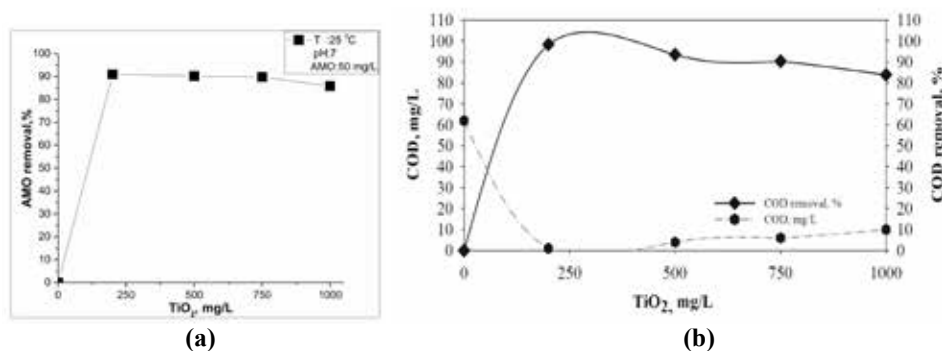 T :25 °C
pH:7
AMO:50 mg/L
100
90
80
70
60
50
40
30
20
10
0
AMO removal,%
0 250 500 750 1000
TiO₂, mg/L
(a)
110 110
100 100
90 90
80 80
70 70
60 60
50 50
40 40
30 30
20 20
10 10
0 0
COD, mg/L
COD removal, %
COD removal, %
COD, mg L
0 250 500 750 1000
TiO₂, mg/L
(b)